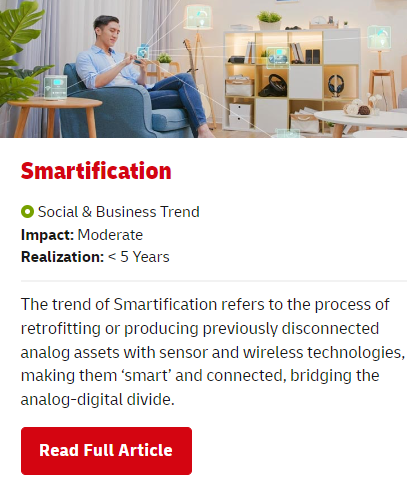 Smartification
Social & Business Trend
Impact: Moderate
Realization: < 5 Years
The trend of Smartification refers to the process of
retrofitting or producing previously disconnected
analog assets with sensor and wireless technologies,
making them ‘smart’ and connected, bridging the
analog-digital divide.
Read Full Article